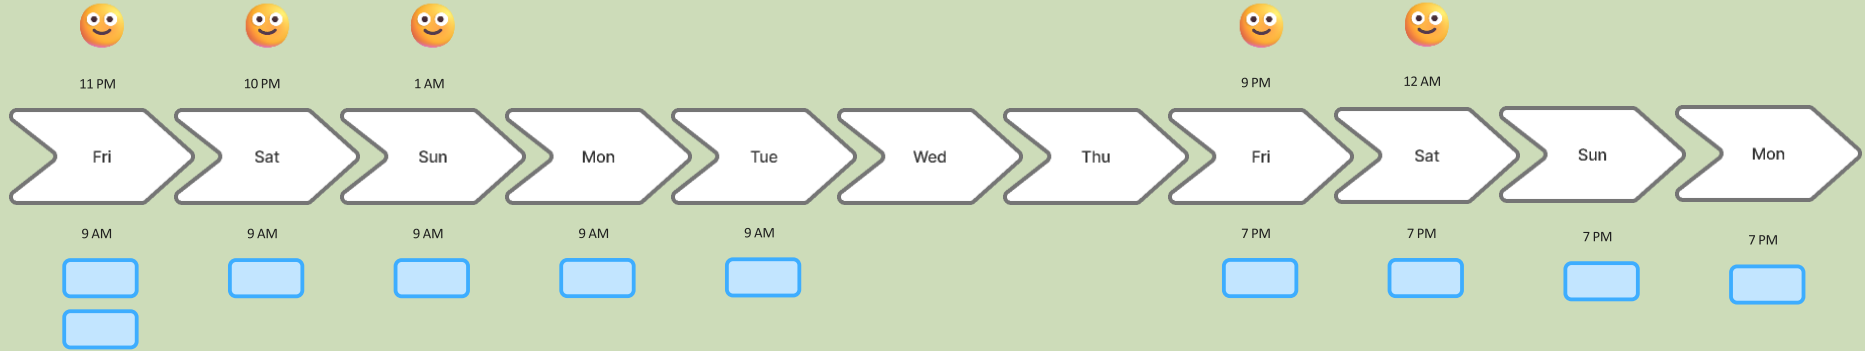 11 PM 10 PM 1 AM 9 PM 12 AM
Fri Sat Sun Mon Tue Wed Thu Fri Sat Sun Mon
9 AM 9 AM 9 AM 9 AM 9 AM 7 PM 7 PM 7 PM 7 PM